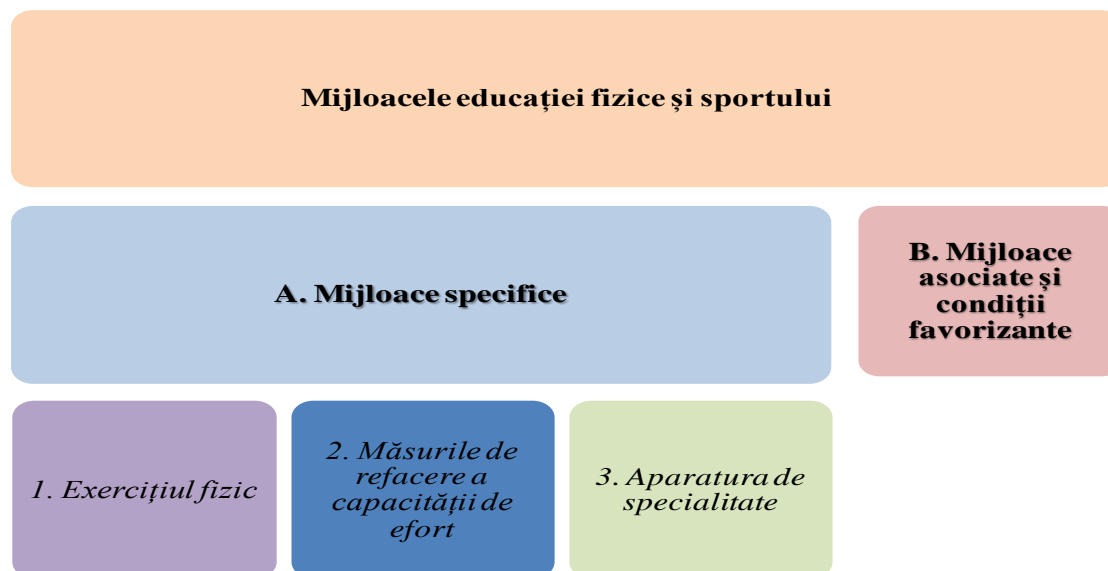 Mijloacele educației fizice și sportului
A. Mijloace specifice
B. Mijloace
asociate și
condiții
favorizante
1. Exercițiul fizic
2. Măsurile de
refacere a
capacității de
efort
3. Aparatura de
specialitate